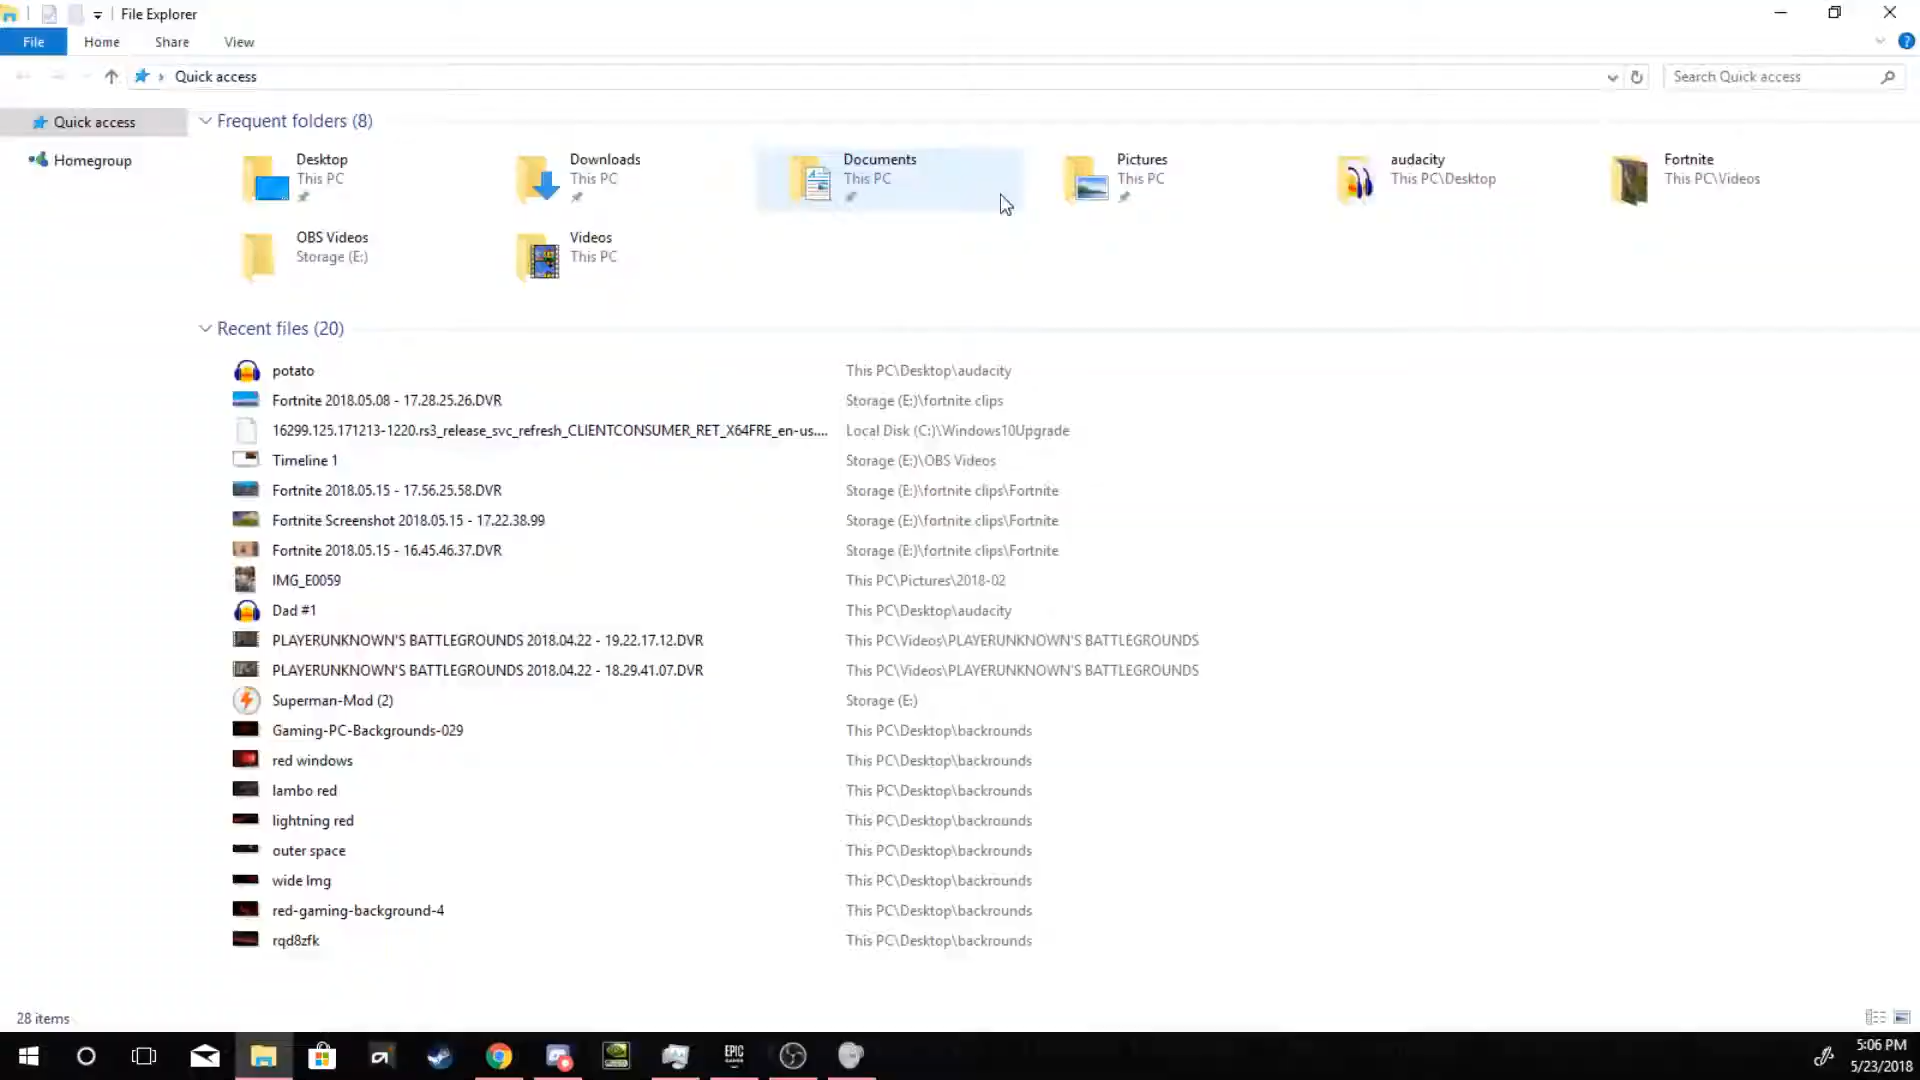 File Explorer
File Home Share View
Quick access
Search Quick access
Quick access
Homegroup
Frequent folders (8)
Desktop
This PC
Downloads
This PC
Documents
This PC
Pictures
This PC
audacity
This PC\Desktop
Fortnite
This PC\Videos
OBS Videos
Storage (E:)
Videos
This PC
Recent files (20)
potato This PC\Desktop\audacity
Fortnite 2018.05.08 - 17.28.25.26.DVR Storage (E:)\fortnite clips
16299.125.171213-1220.rs3_release_svc_refresh_CLIENTCONSUMER_RET_X64FRE_en-us.... Local Disk (C:)\Windows10Upgrade
Timeline 1 Storage (E:)\OBS Videos
Fortnite 2018.05.15 - 17.56.25.58.DVR Storage (E:)\fortnite clips\Fortnite
Fortnite Screenshot 2018.05.15 - 17.22.38.99 Storage (E:)\fortnite clips\Fortnite
Fortnite 2018.05.15 - 16.45.46.37.DVR Storage (E:)\fortnite clips\Fortnite
IMG_E0059 This PC\Pictures\2018-02
Dad #1 This PC\Desktop\audacity
PLAYERUNKNOWN'S BATTLEGROUNDS 2018.04.22 - 19.22.17.12.DVR This PC\Videos\PLAYERUNKNOWN'S BATTLEGROUNDS
PLAYERUNKNOWN'S BATTLEGROUNDS 2018.04.22 - 18.29.41.07.DVR This PC\Videos\PLAYERUNKNOWN'S BATTLEGROUNDS
Superman-Mod (2) Storage (E:)
Gaming-PC-Backgrounds-029 This PC\Desktop\backrounds
red windows This PC\Desktop\backrounds
lambo red This PC\Desktop\backrounds
lightning red This PC\Desktop\backrounds
outer space This PC\Desktop\backrounds
wide Img This PC\Desktop\backrounds
red-gaming-background-4 This PC\Desktop\backrounds
rqd8zfk This PC\Desktop\backrounds
28 items
EPIC
GAMES
5:06 PM
5/23/2018